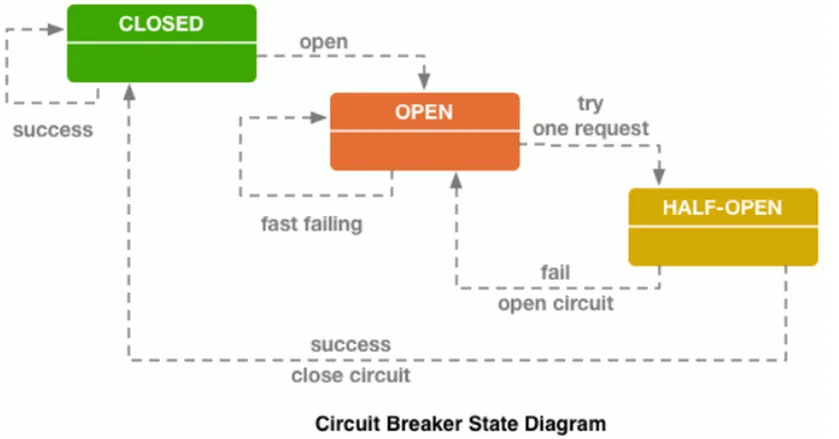 CLOSED
open
success
OPEN
try
one request
fast failing
HALF-OPEN
fail
open circuit
success
close circuit
Circuit Breaker State Diagram